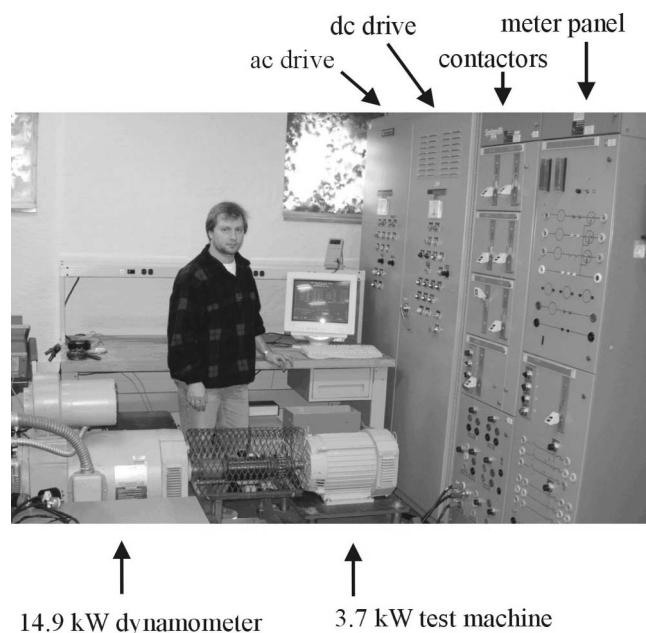 dc drive
meter panel
ac drive
contactors
14.9 kW dynamometer
3.7 kW test machine